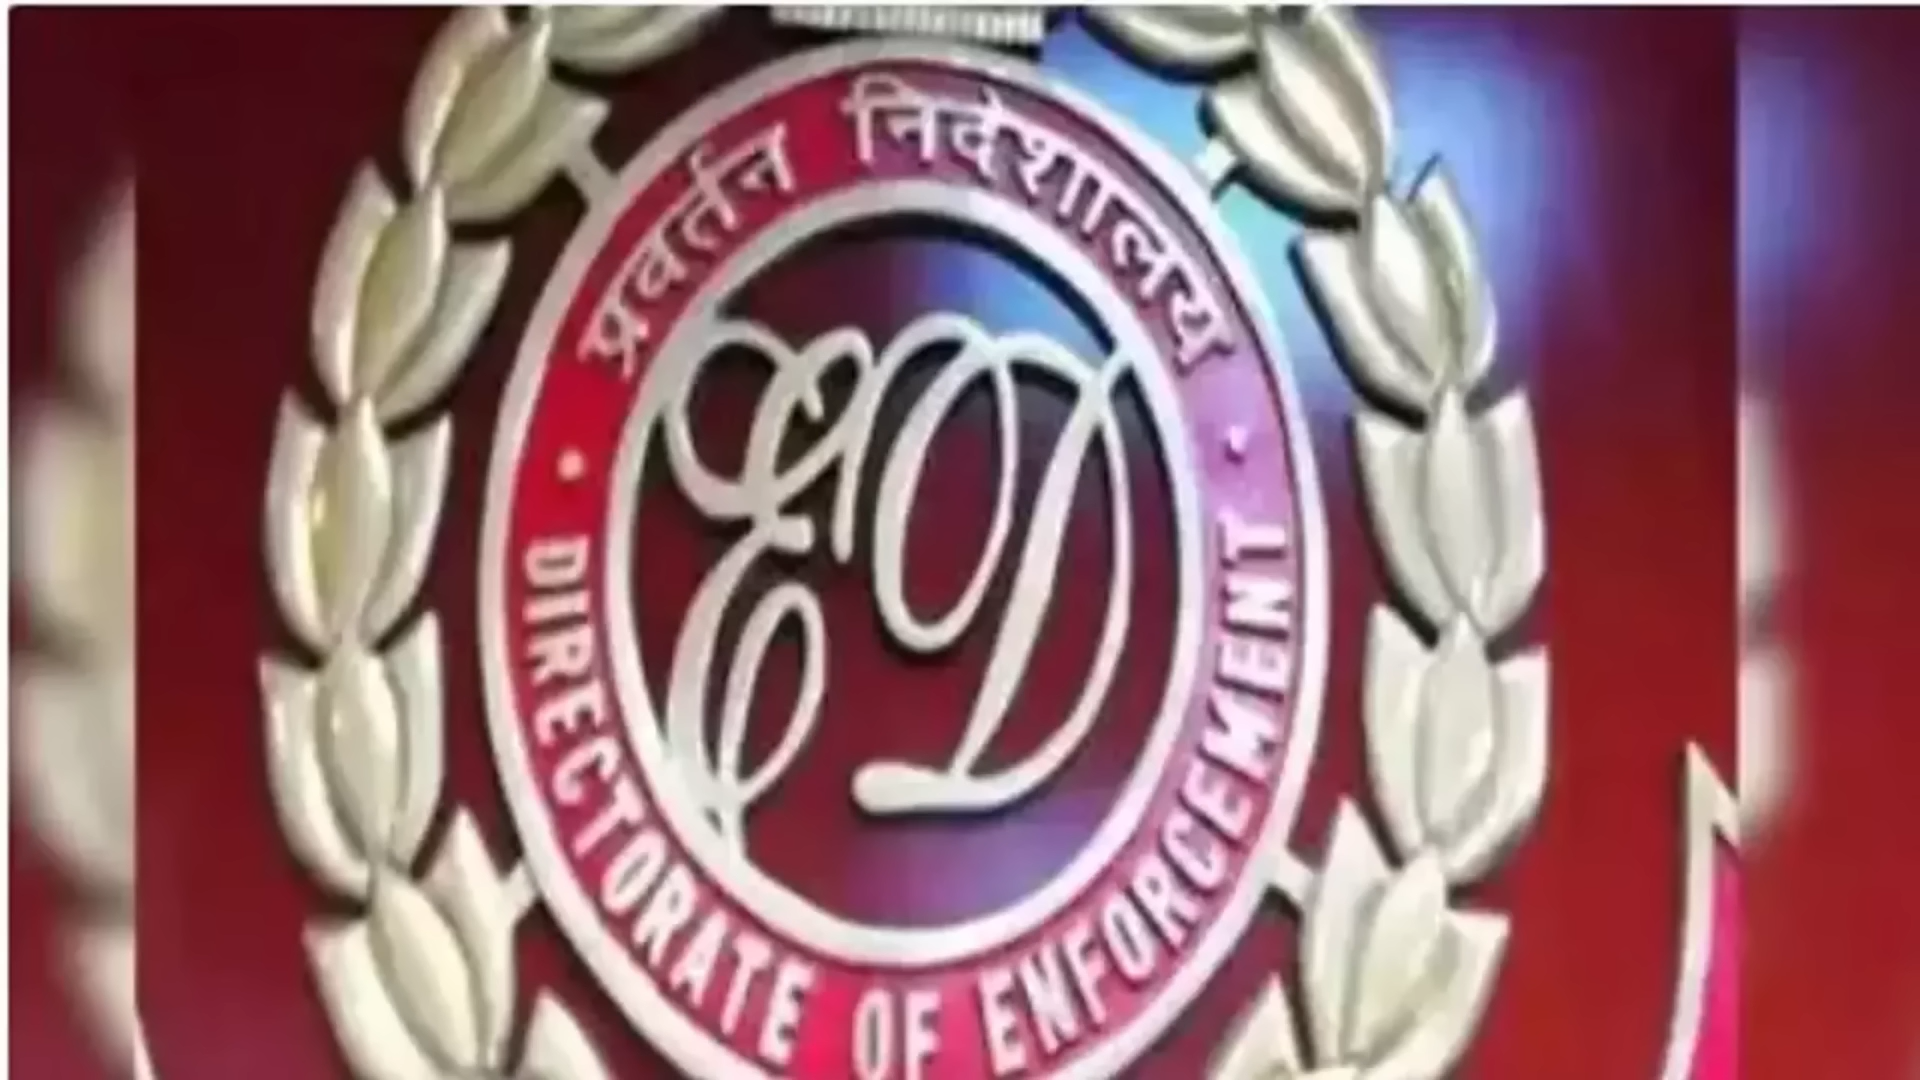 प्रवर्तन निदेशालय
ED
• DIRECTORATE OF ENFORCEMENT •